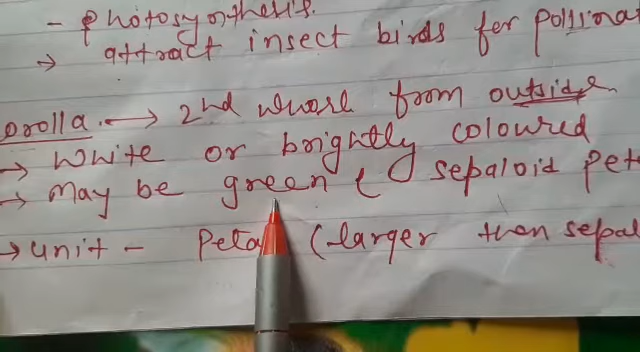 - photosynthesis.
→ attract insect birds for pollina
orolla. → 2nd whorl from outside
→ White or brightly coloured
→ May be green ( sepaloid pet
→ unit - Peta (larger than sepal